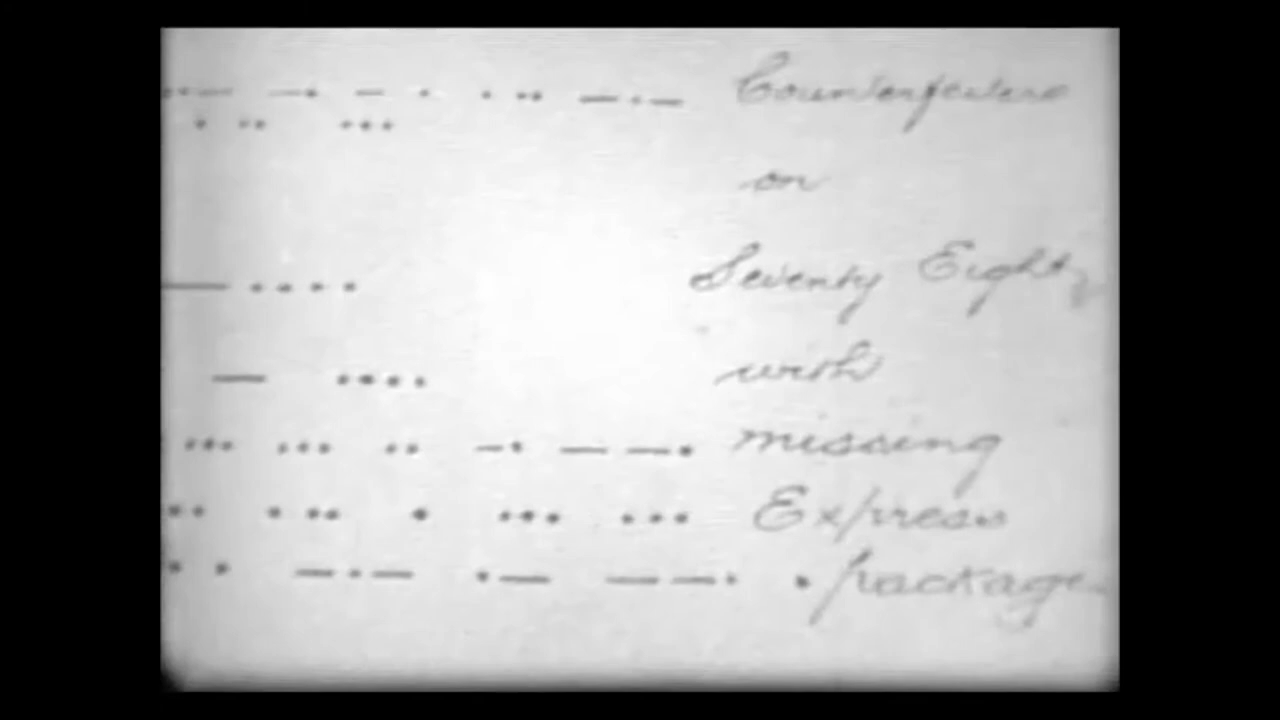 Counterfeiters
on
Seventy Eight,
with
missing
Express
package